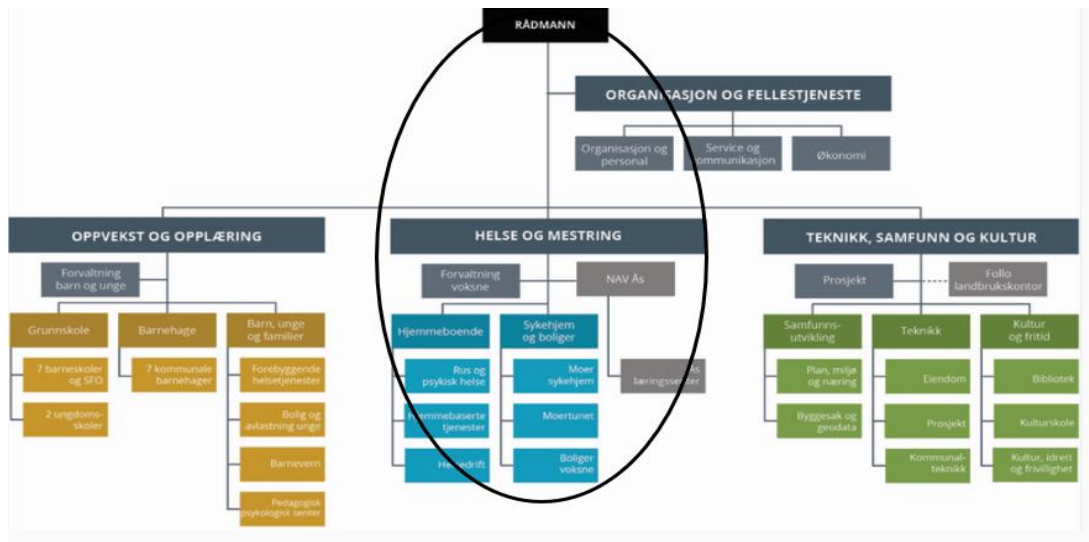 RÅDMANN
ORGANISASJON OG FELLESTJENESTE
Organisasjon og
personal
Service og
kommunikasjon
Økonomi
OPPVEKST OG OPPLÆRING
Forvaltning
barn og unge
Grunnskole
Barnehage
Barn, unge
og familier
7 barneskoler
og SFO
7 kommunale
barnehager
Forebyggende
helsetjenester
2 ungdoms-
skoler
Bolig og
avlastning unge
Barnevern
Pedagogisk
psykologisk senter
HELSE OG MESTRING
Forvaltning
voksne
NAV Ås
Hjemmeboende
Sykehjem
og boliger
Rus og
psykisk helse
Moer
sykehjem
Ås
læringssenter
Hjemmebaserte
tjenester
Moertunet
Helsedrift
Boliger
voksne
TEKNIKK, SAMFUNN OG KULTUR
Prosjekt
Follo
landbrukskontor
Samfunns-
utvikling
Teknikk
Kultur
og fritid
Plan, miljø
og næring
Eiendom
Bibliotek
Byggesak og
geodata
Prosjekt
Kulturskole
Kommunal-
teknikk
Kultur, idrett
og frivillighet